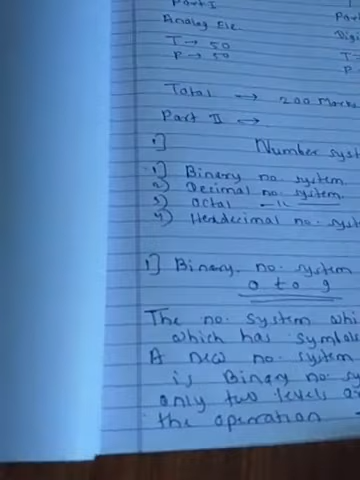 Part I
Analog Ele. Digi
T → 50
P → 50 P
Total → 200 Marks
Part II →
1] Number syst
1) Binary no. system.
2) Decimal no. system.
3) Octal —11—
4) Hexadecimal no. syst
1] Binary. no. system
0 to 9
The no. system whi
which has symbols
A new no. system
is Binary no. sy
only two levels a
the operation